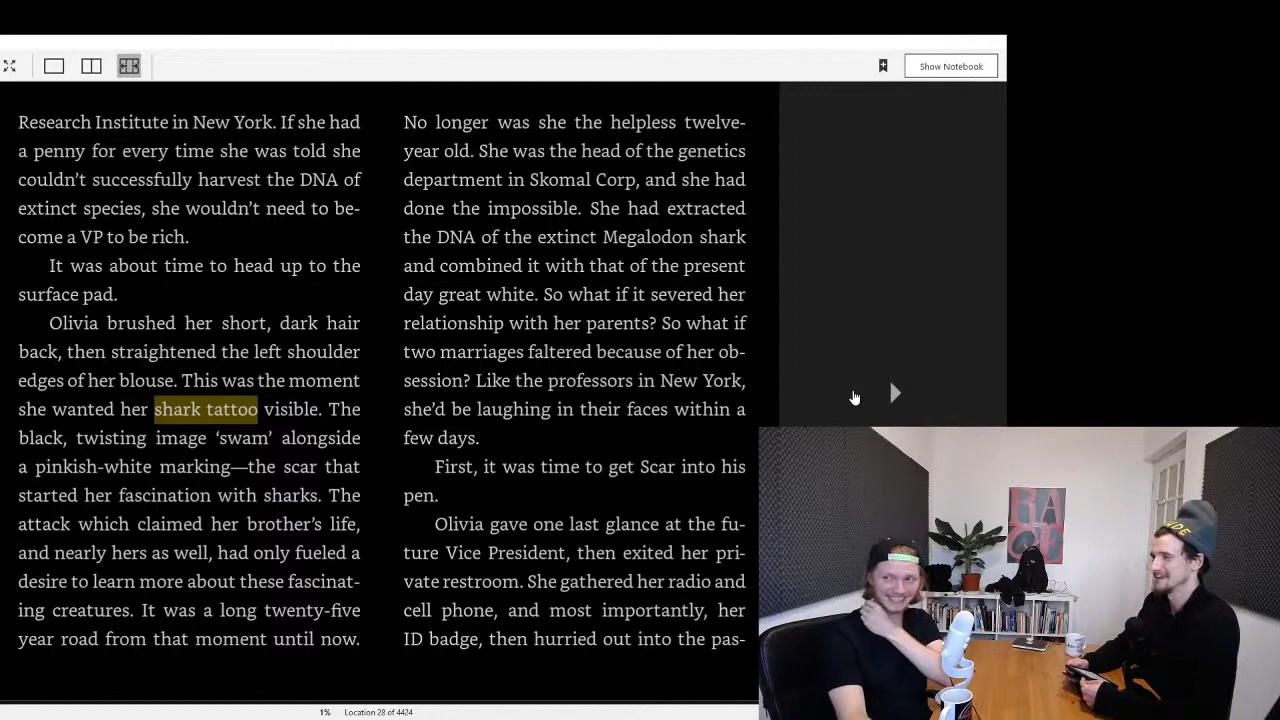 Show Notebook
Research Institute in New York. If she had
a penny for every time she was told she
couldn’t successfully harvest the DNA of
extinct species, she wouldn’t need to be-
come a VP to be rich.
It was about time to head up to the
surface pad.
Olivia brushed her short, dark hair
back, then straightened the left shoulder
edges of her blouse. This was the moment
she wanted her shark tattoo visible. The
black, twisting image ‘swam’ alongside
a pinkish-white marking—the scar that
started her fascination with sharks. The
attack which claimed her brother’s life,
and nearly hers as well, had only fueled a
desire to learn more about these fascinat-
ing creatures. It was a long twenty-five
year road from that moment until now.
No longer was she the helpless twelve-
year old. She was the head of the genetics
department in Skomal Corp, and she had
done the impossible. She had extracted
the DNA of the extinct Megalodon shark
and combined it with that of the present
day great white. So what if it severed her
relationship with her parents? So what if
two marriages faltered because of her ob-
session? Like the professors in New York,
she’d be laughing in their faces within a
few days.
First, it was time to get Scar into his
pen.
Olivia gave one last glance at the fu-
ture Vice President, then exited her pri-
vate restroom. She gathered her radio and
cell phone, and most importantly, her
ID badge, then hurried out into the pas-
1% Location 28 of 4424
RA